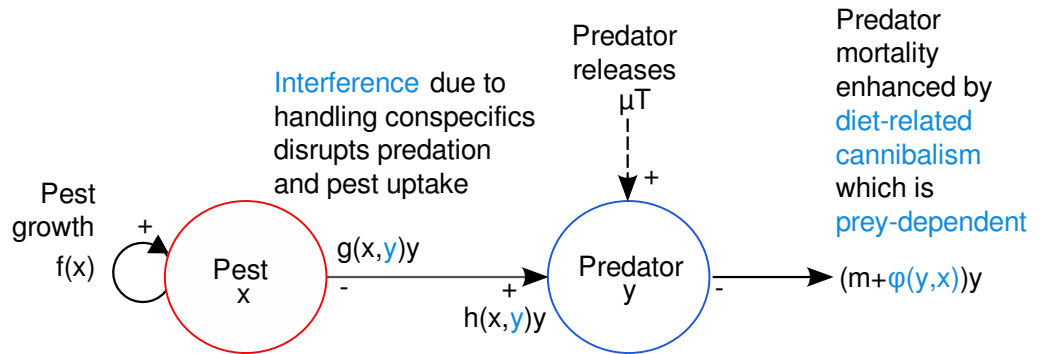 Pest
growth
f(x)
+
Pest
x
Interference due to
handling conspecifics
disrupts predation
and pest uptake
g(x,y)y
-
+
h(x,y)y
Predator
releases
μT
+
Predator
y
-
Predator
mortality
enhanced by
diet-related
cannibalism
which is
prey-dependent
(m+φ(y,x))y